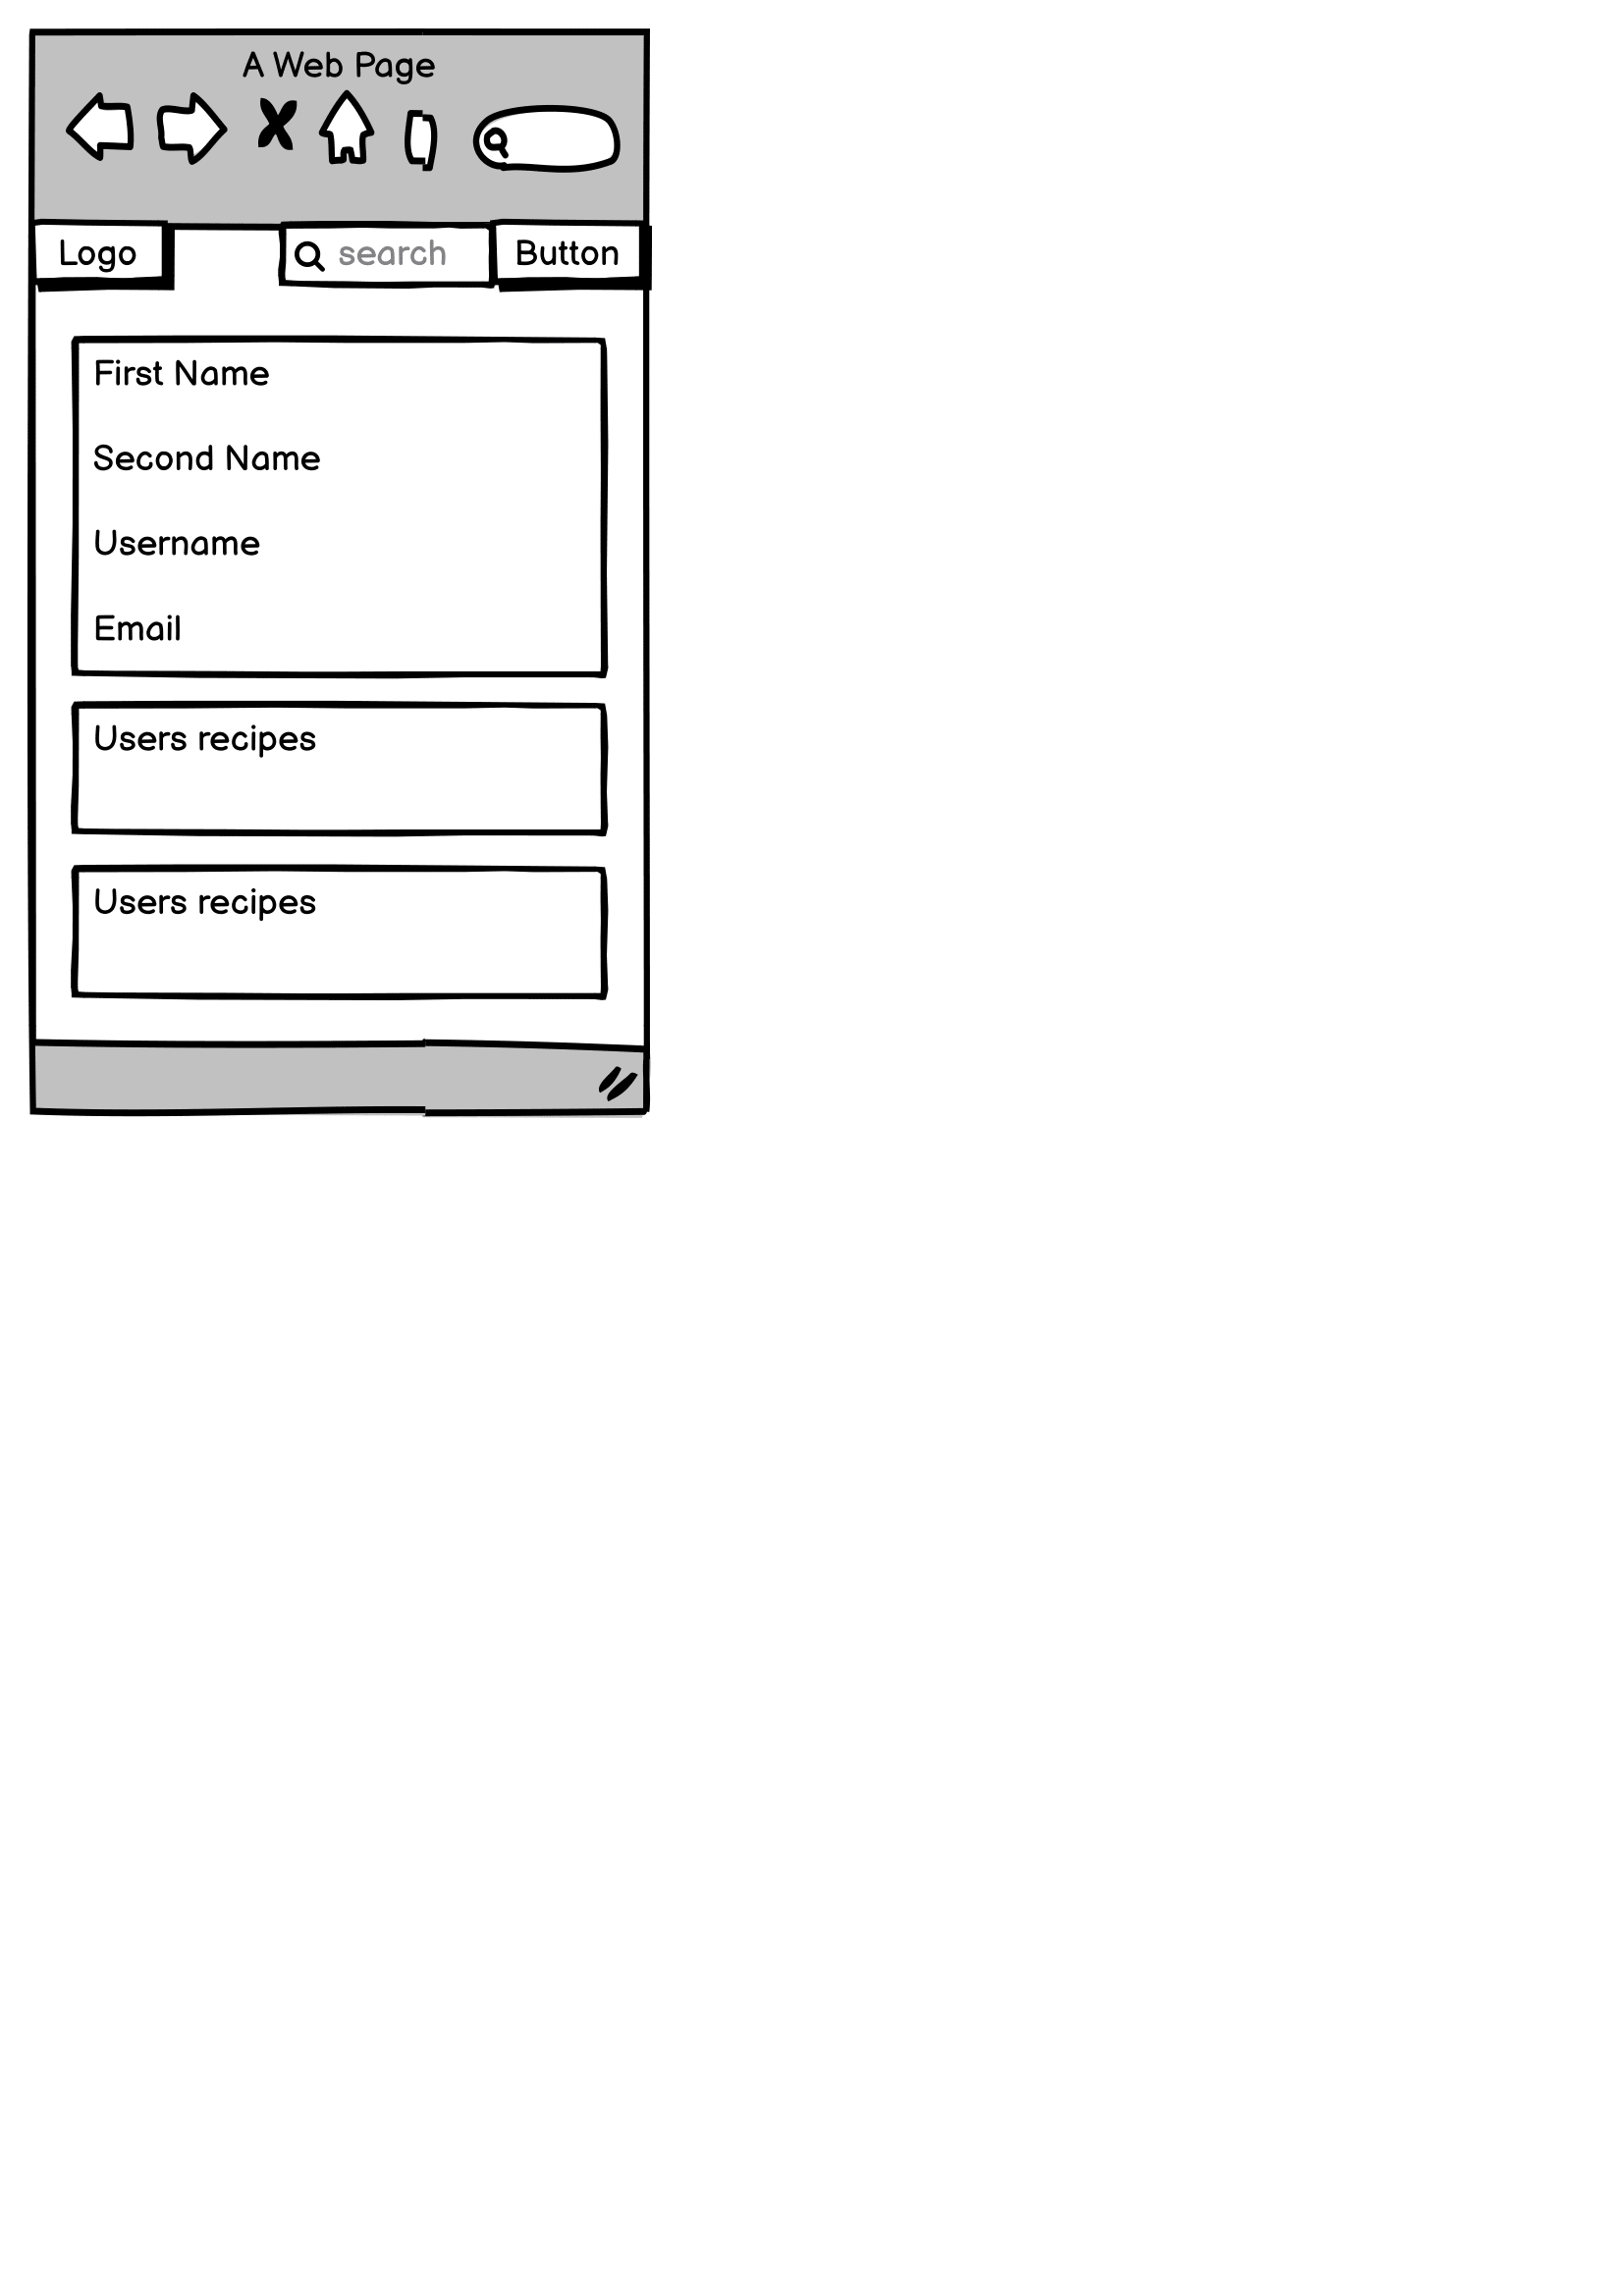 A Web Page
Logo
search
Button
First Name
Second Name
Username
Email
Users recipes
Users recipes